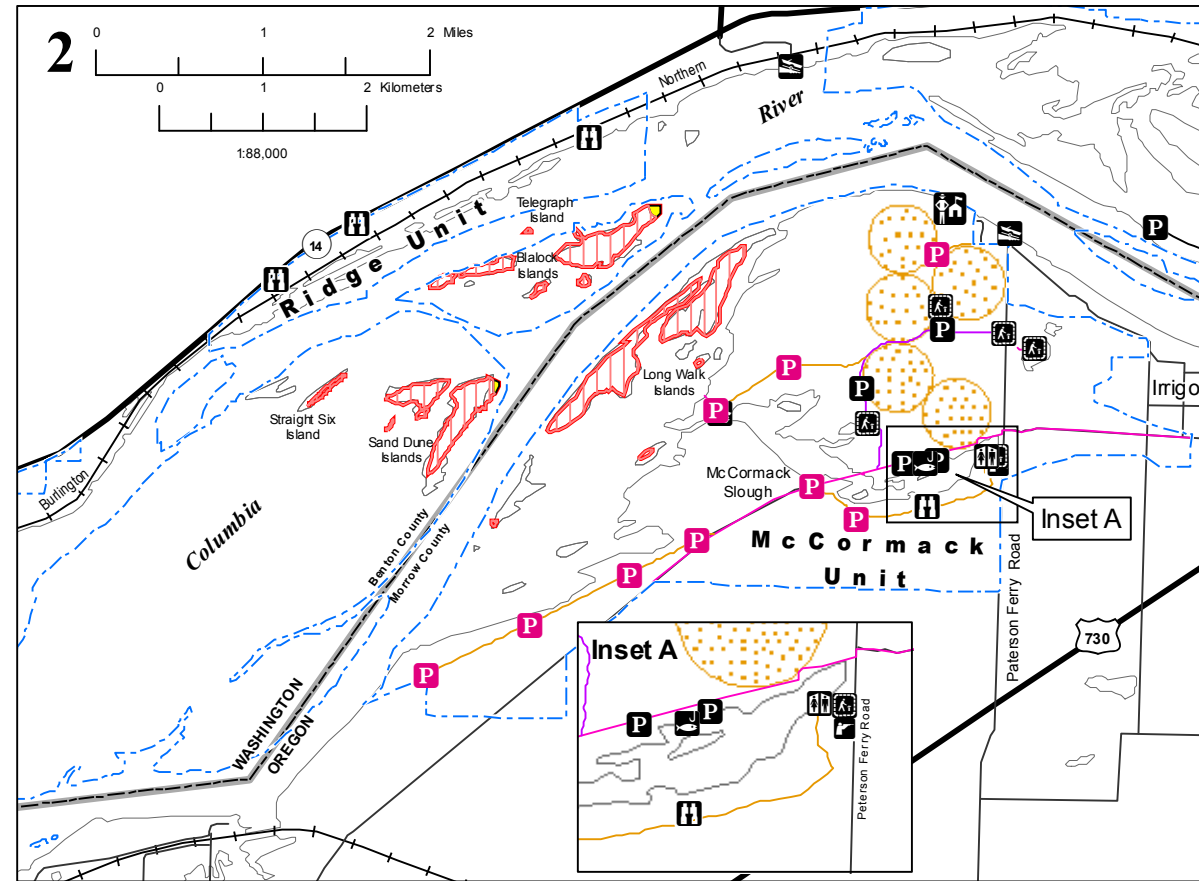 2
0 1 2 Miles
0 1 2 Kilometers
1:88,000
Northern
River
14
Ridge Unit
Telegraph
Island
Blalock
Islands
Long Walk
Islands
Straight Six
Island
Sand Dune
Islands
Burlington
Columbia
Benton County
Morrow County
WASHINGTON
OREGON
P
P
P
P
P
P
P
P
P
P
P
P
P
P
McCormack
Slough
McCormack
Unit
Irrigo
Inset A
Paterson Ferry Road
730
Inset A
P
P
Peterson Ferry Road